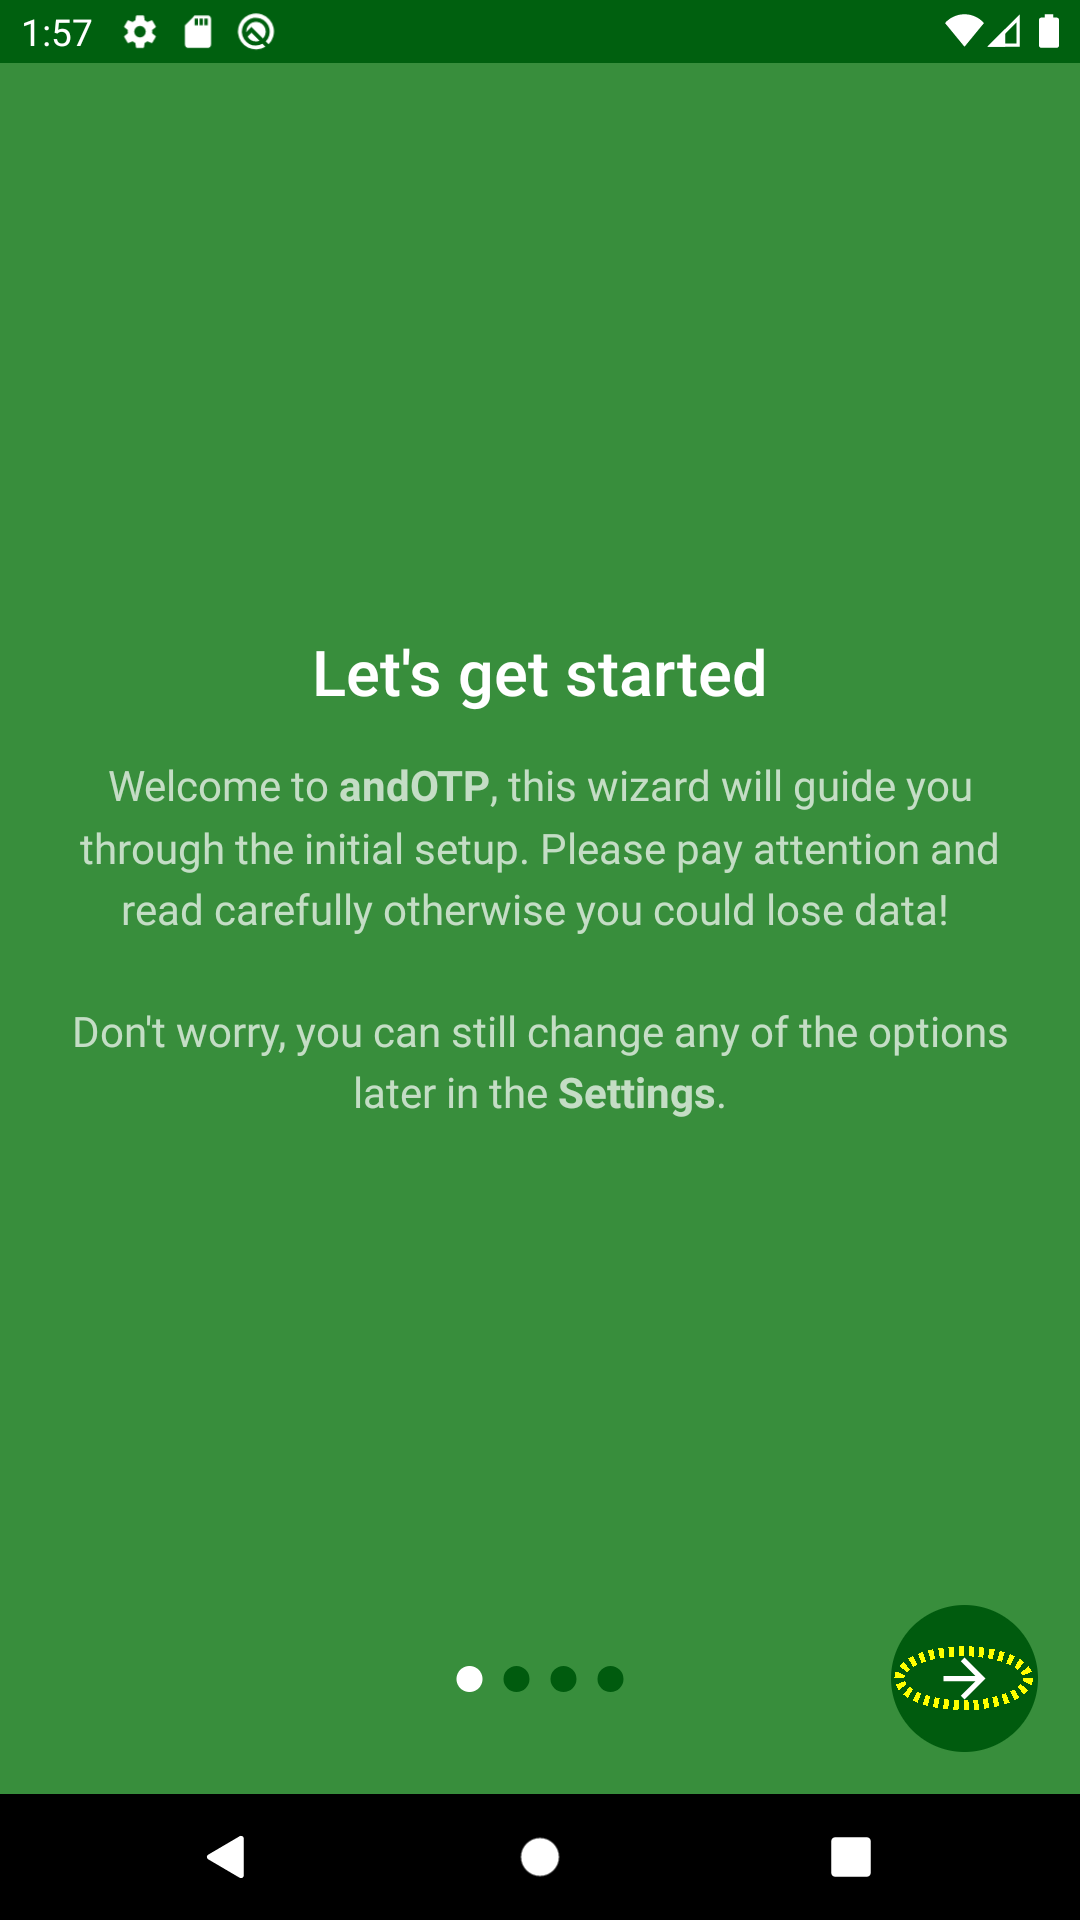 1:57
Let's get started
Welcome to andOTP, this wizard will guide you
through the initial setup. Please pay attention and
read carefully otherwise you could lose data!
Don't worry, you can still change any of the options
later in the Settings.